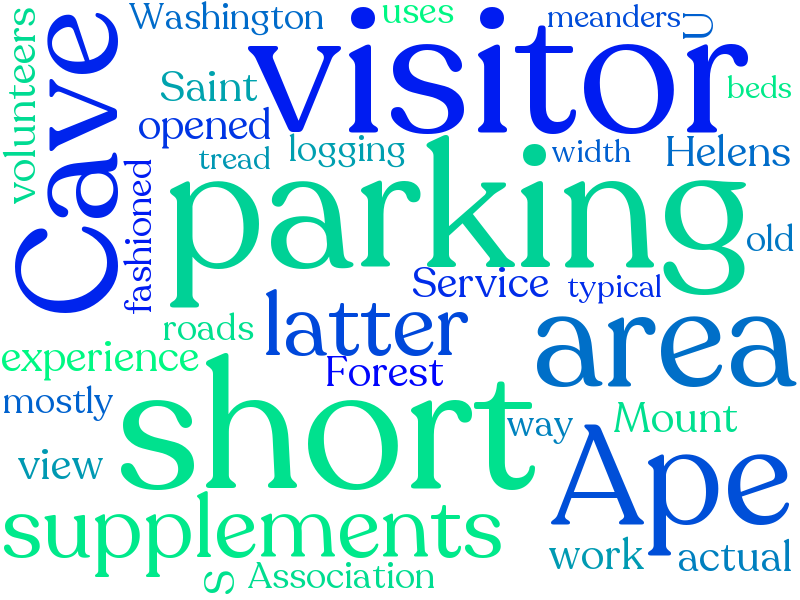 Washington
uses
meanders
U
volunteers
Cave
visitor
Saint
beds
opened
tread
logging
width
Helens
fashioned
parking
old
Service
typical
roads
latter
area
experience
Forest
mostly
short
way
Mount
view
Ape
supplements
work
actual
S
Association